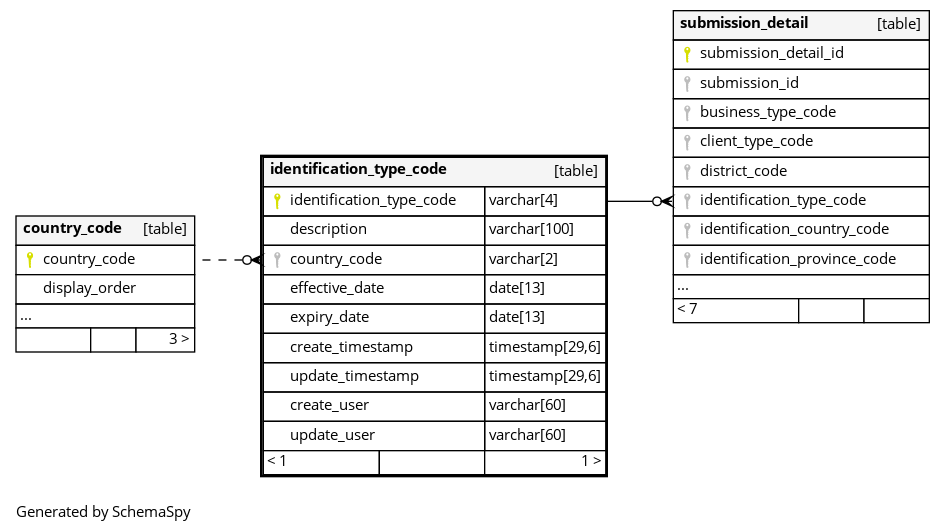 submission_detail [table]
submission_detail_id
submission_id
business_type_code
client_type_code
district_code
identification_type_code
identification_country_code
identification_province_code
...
< 7
identification_type_code [table]
identification_type_code varchar[4]
description varchar[100]
country_code varchar[2]
effective_date date[13]
expiry_date date[13]
create_timestamp timestamp[29,6]
update_timestamp timestamp[29,6]
create_user varchar[60]
update_user varchar[60]
< 1 1 >
country_code [table]
country_code
display_order
...
3 >
Generated by SchemaSpy